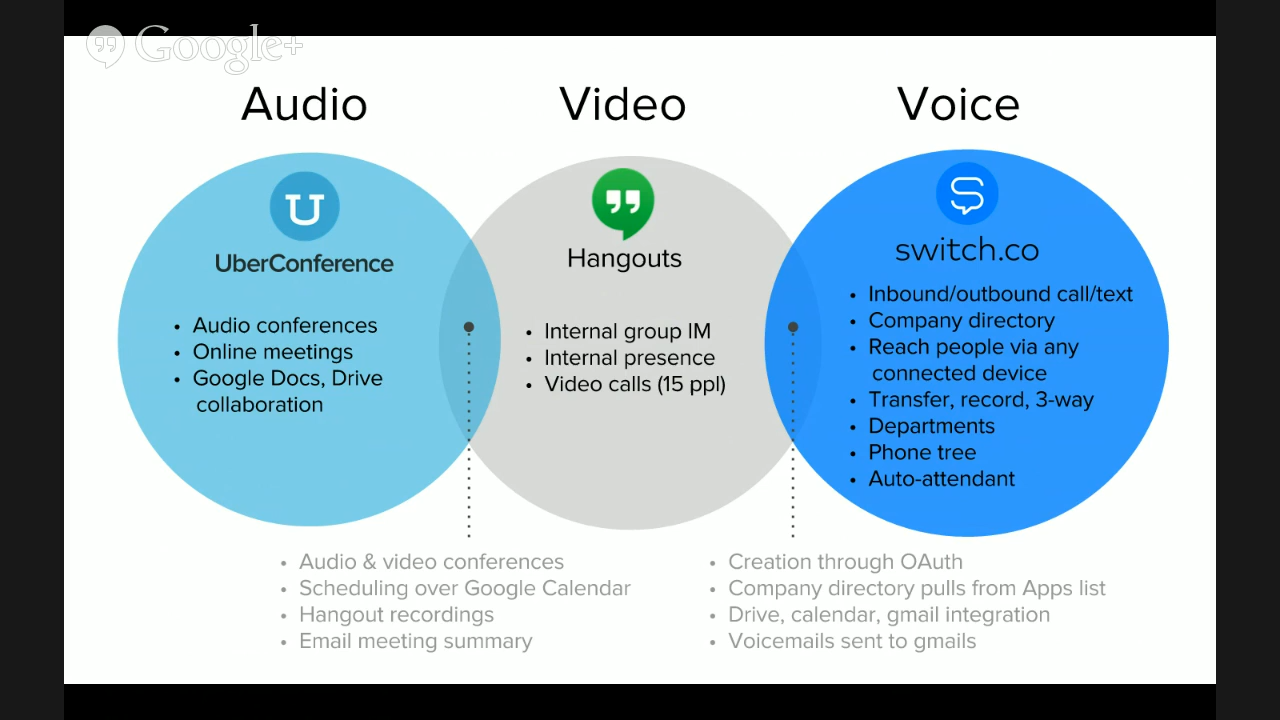 Google+
Audio
Video
Voice
UberConference
• Audio conferences
• Online meetings
• Google Docs, Drive
collaboration
Hangouts
• Internal group IM
• Internal presence
• Video calls (15 ppl)
switch.co
• Inbound/outbound call/text
• Company directory
• Reach people via any
connected device
• Transfer, record, 3-way
• Departments
• Phone tree
• Auto-attendant
• Audio & video conferences
• Scheduling over Google Calendar
• Hangout recordings
• Email meeting summary
• Creation through OAuth
• Company directory pulls from Apps list
• Drive, calendar, gmail integration
• Voicemails sent to gmails